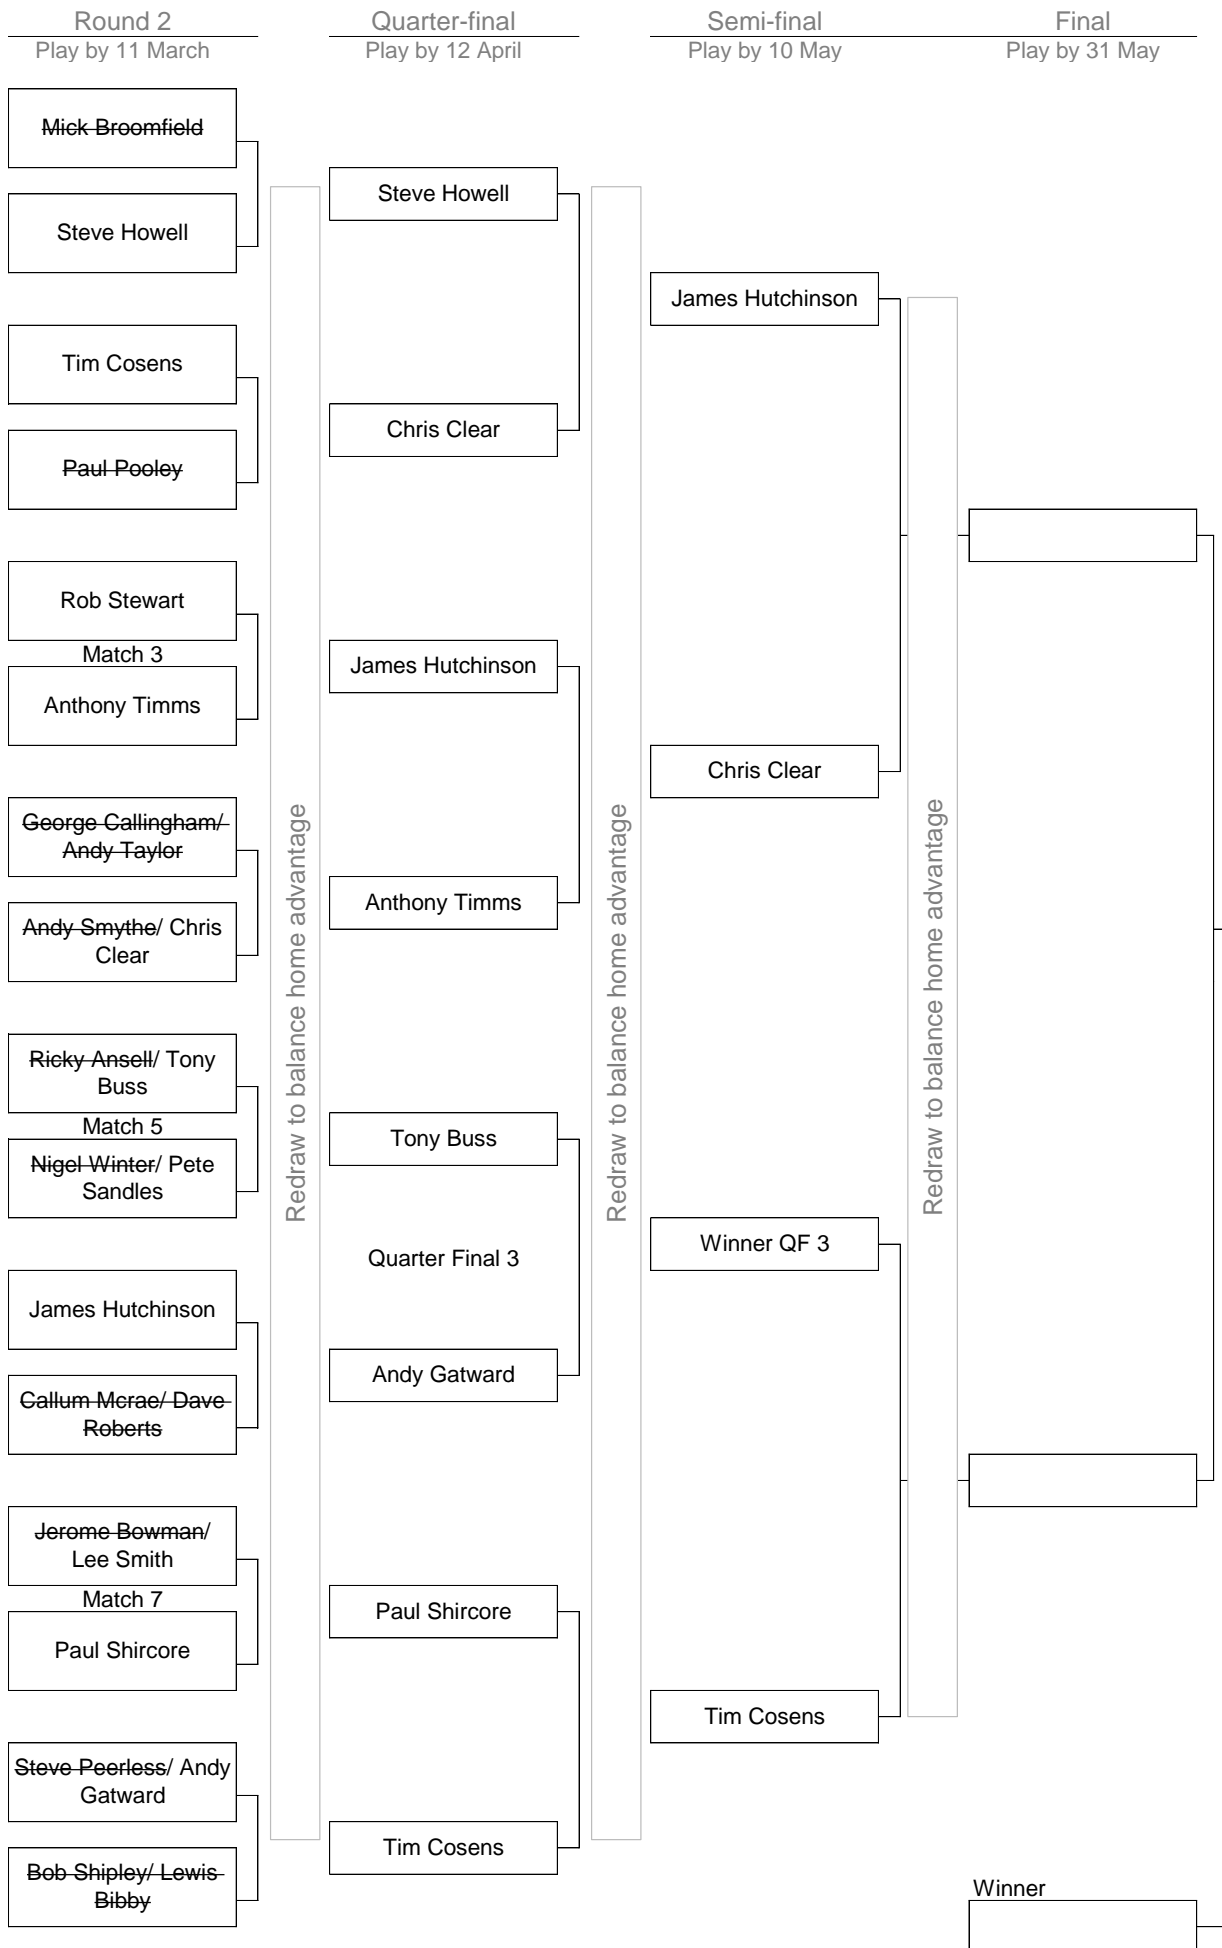 Round 2
Play by 11 March
Quarter-final
Play by 12 April
Semi-final
Play by 10 May
Final
Play by 31 May
Mick Broomfield
Steve Howell
Tim Cosens
Paul Pooley
Rob Stewart
Match 3
Anthony Timms
George Callingham/
Andy Taylor
Andy Smythe/ Chris
Clear
Ricky Ansell/ Tony
Buss
Match 5
Nigel Winter/ Pete
Sandles
James Hutchinson
Callum Mcrae/ Dave
Roberts
Jerome Bowman/
Lee Smith
Match 7
Paul Shircore
Steve Peerless/ Andy
Gatward
Bob Shipley/ Lewis
Bibby
Redraw to balance home advantage
Steve Howell
Chris Clear
James Hutchinson
Anthony Timms
Tony Buss
Quarter Final 3
Andy Gatward
Paul Shircore
Tim Cosens
Redraw to balance home advantage
James Hutchinson
Chris Clear
Winner QF 3
Tim Cosens
Redraw to balance home advantage
Winner